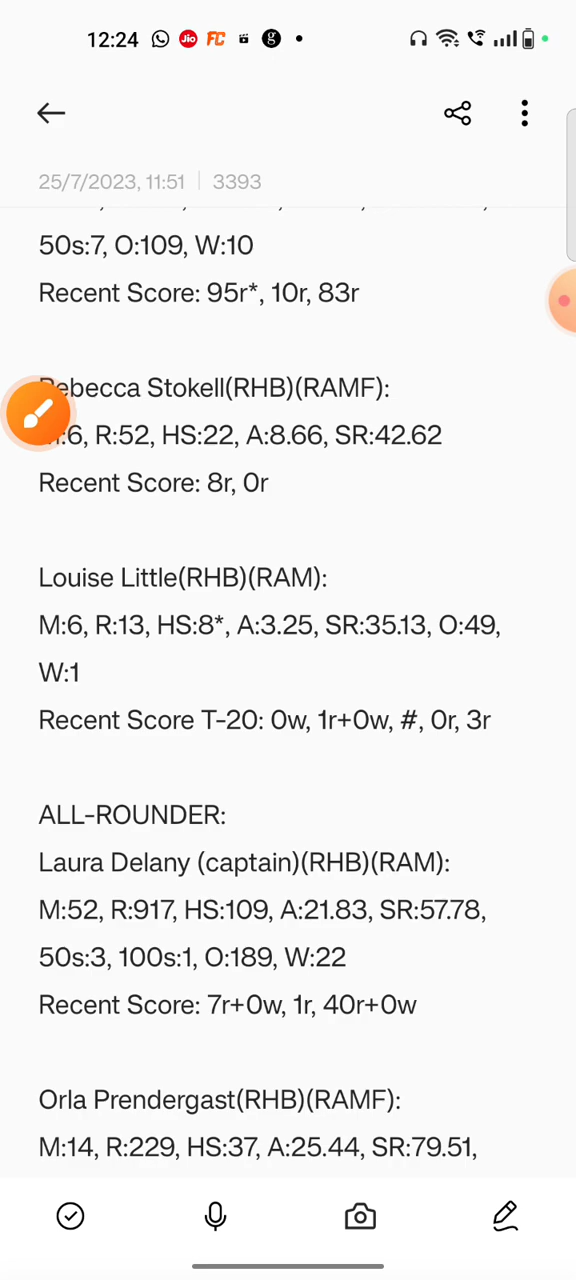 12:24 Jio FC g
25/7/2023, 11:51 | 3393
50s:7, O:109, W:10
Recent Score: 95r*, 10r, 83r
Rebecca Stokell(RHB)(RAMF):
M:6, R:52, HS:22, A:8.66, SR:42.62
Recent Score: 8r, 0r
Louise Little(RHB)(RAM):
M:6, R:13, HS:8*, A:3.25, SR:35.13, O:49,
W:1
Recent Score T-20: 0w, 1r+0w, #, 0r, 3r
ALL-ROUNDER:
Laura Delany (captain)(RHB)(RAM):
M:52, R:917, HS:109, A:21.83, SR:57.78,
50s:3, 100s:1, O:189, W:22
Recent Score: 7r+0w, 1r, 40r+0w
Orla Prendergast(RHB)(RAMF):
M:14, R:229, HS:37, A:25.44, SR:79.51,